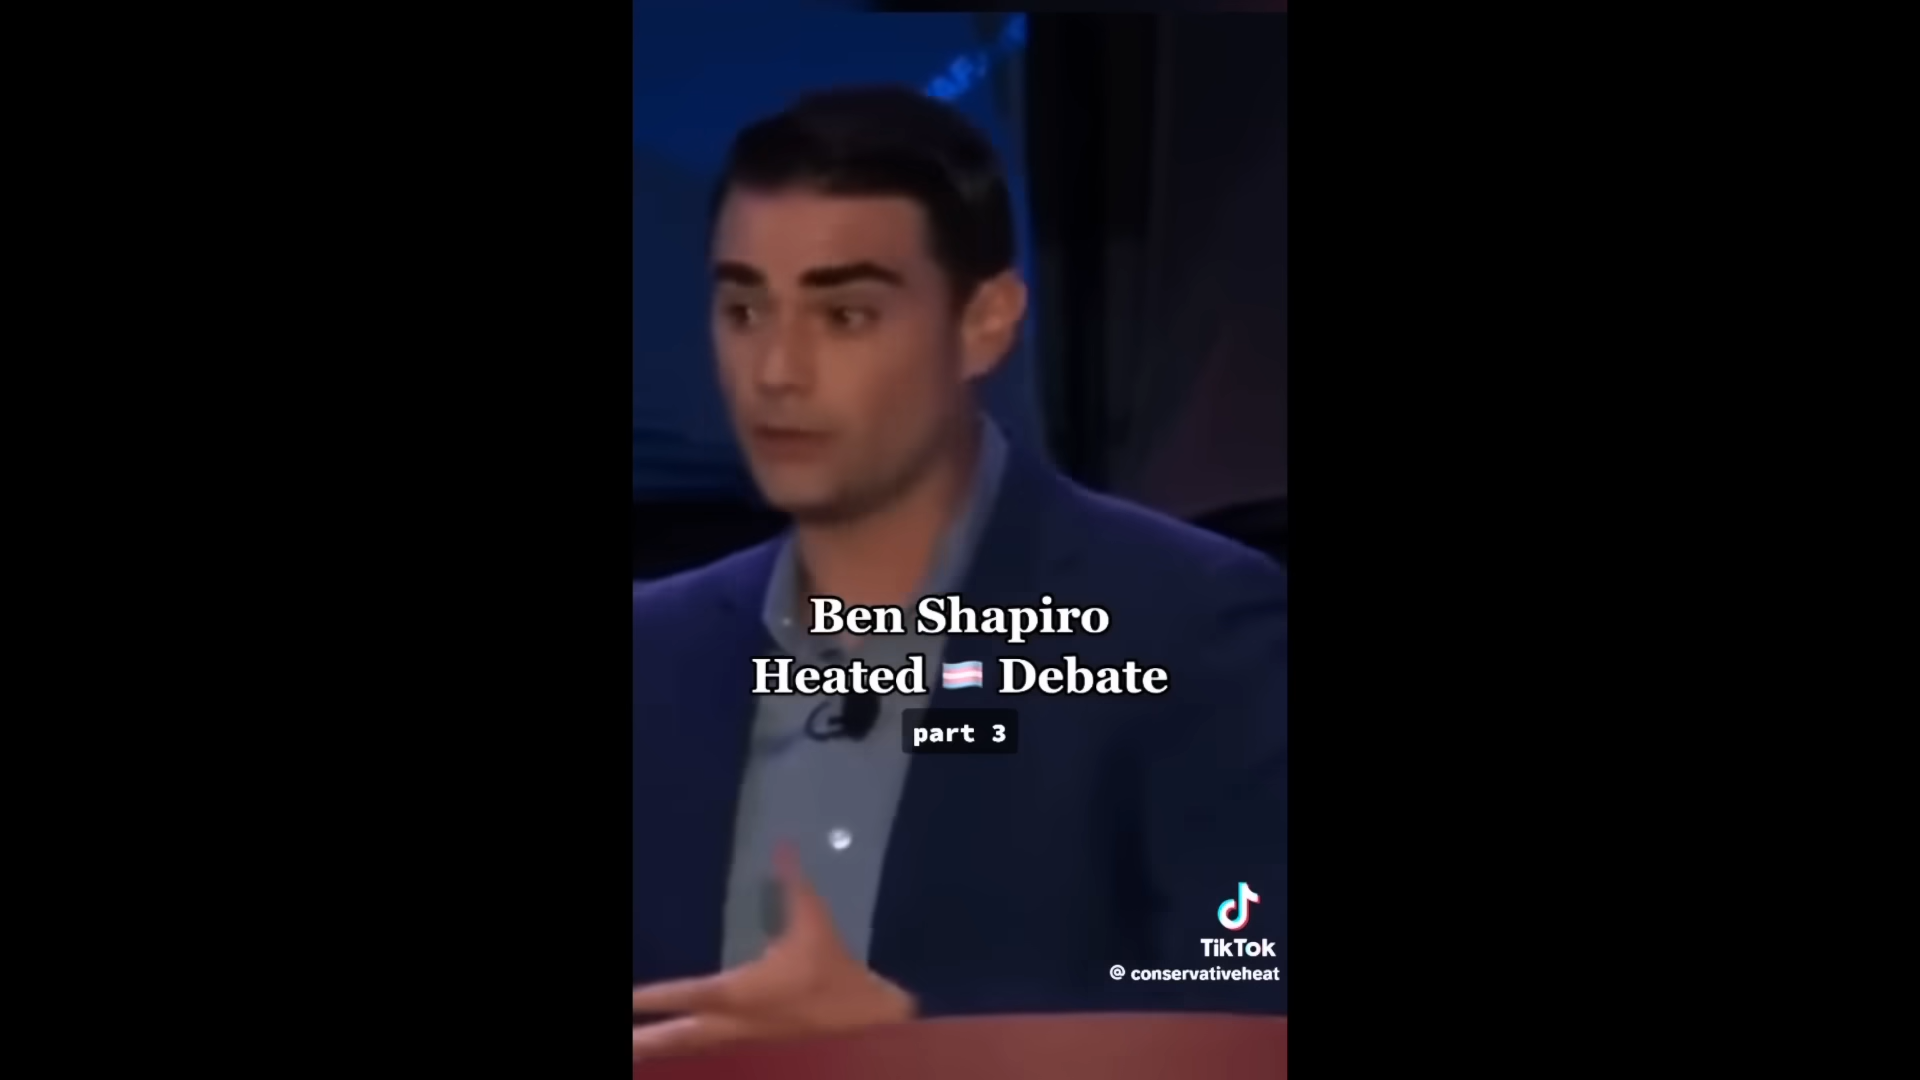 Ben Shapiro
Heated 🏳️‍⚧️ Debate
part 3
TikTok
@ conservativeheat